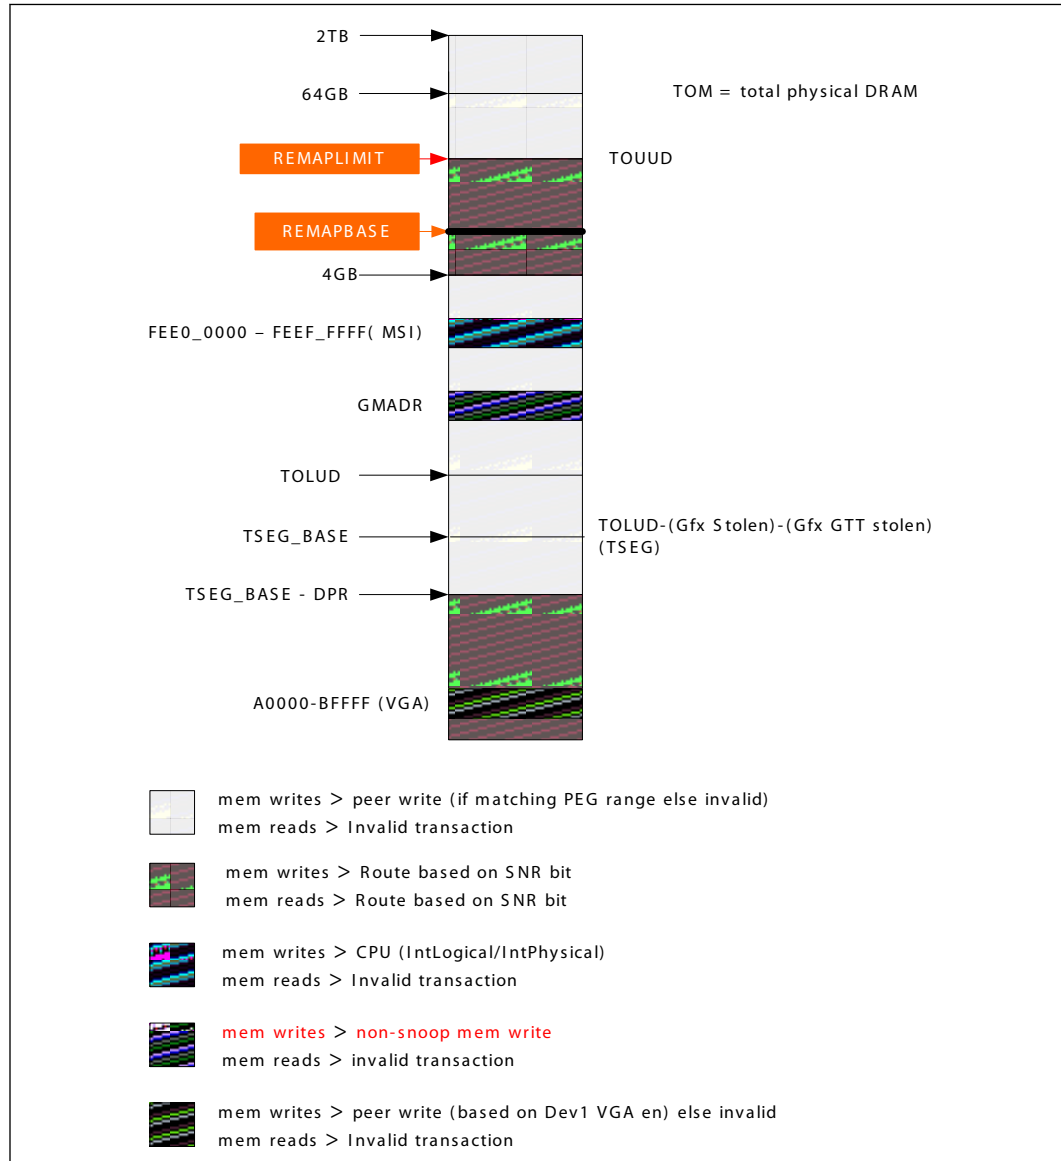 2TB
64GB
TOM = total physical DRAM
REMAPLIMIT
TOUUD
REMAPBASE
4GB
FEE0_0000 – FEEF_FFFF( MSI)
GMADR
TOLUD
TSEG_BASE
TOLUD-(Gfx Stolen)-(Gfx GTT stolen)
(TSEG)
TSEG_BASE - DPR
A0000-BFFFF (VGA)
mem writes > peer write (if matching PEG range else invalid)
mem reads > Invalid transaction
mem writes > Route based on SNR bit
mem reads > Route based on SNR bit
mem writes > CPU (IntLogical/IntPhysical)
mem reads > Invalid transaction
mem writes > non-snoop mem write
mem reads > invalid transaction
mem writes > peer write (based on Dev1 VGA en) else invalid
mem reads > Invalid transaction